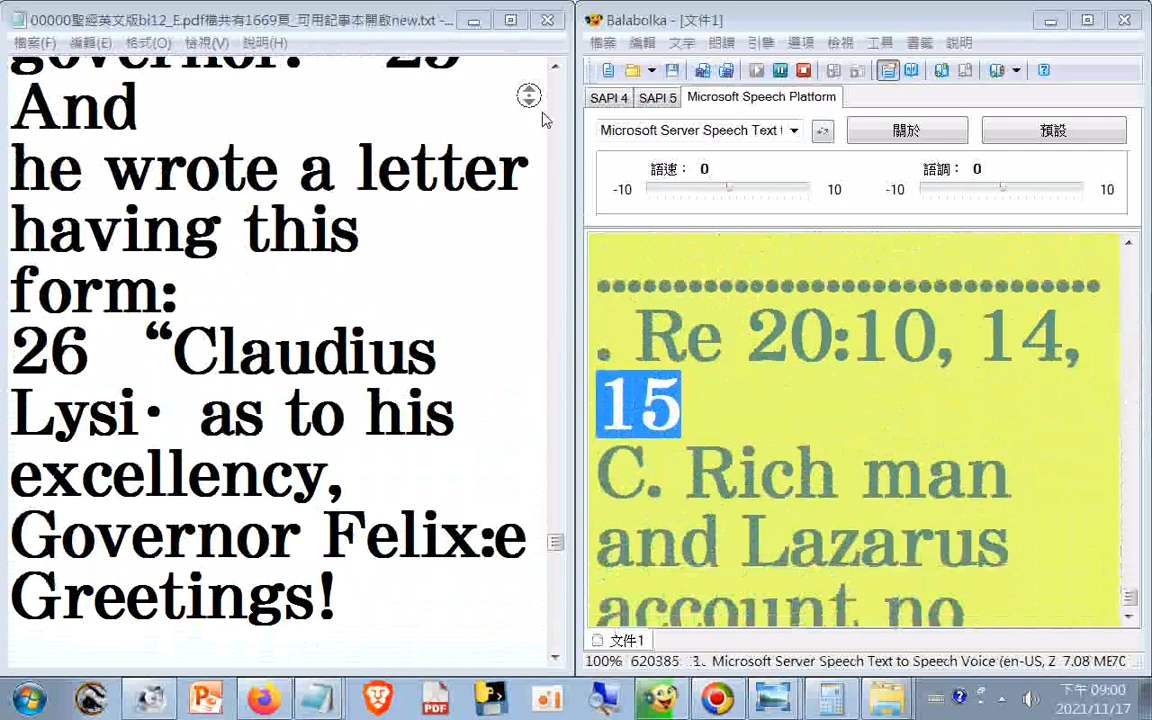 00000聖經英文版bi12_E.pdf檔共有1669頁_可用記事本開啟new.txt -...
檔案(F) 編輯(E) 格式(O) 檢視(V) 說明(H)
governor. 25
And
he wrote a letter
having this
form:
26 “Claudius
Lysi· as to his
excellency,
Governor Felix:e
Greetings!
Balabolka - [文件1]
檔案 編輯 文字 朗讀 引擎 選項 檢視 工具 書籤 說明
SAPI 4 SAPI 5 Microsoft Speech Platform
Microsoft Server Speech Text 關於 預設
語速： 0 語調： 0
-10 10 -10 10
. Re 20:10, 14,
15
C. Rich man
and Lazarus
account no
文件1
100% 620385 Microsoft Server Speech Text to Speech Voice (en-US, Z 7.08 МЕ
PDF
下午 09:00
2021/11/17